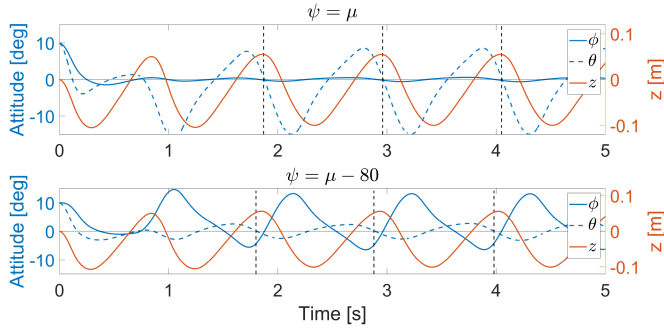 ψ = μ
Attitude [deg]
10
0
-10
0.1
0
-0.1
z [m]
ϕ
θ
z
0 1 2 3 4 5
ψ = μ − 80
Attitude [deg]
10
0
-10
0.1
0
-0.1
z [m]
ϕ
θ
z
0 1 2 3 4 5
Time [s]